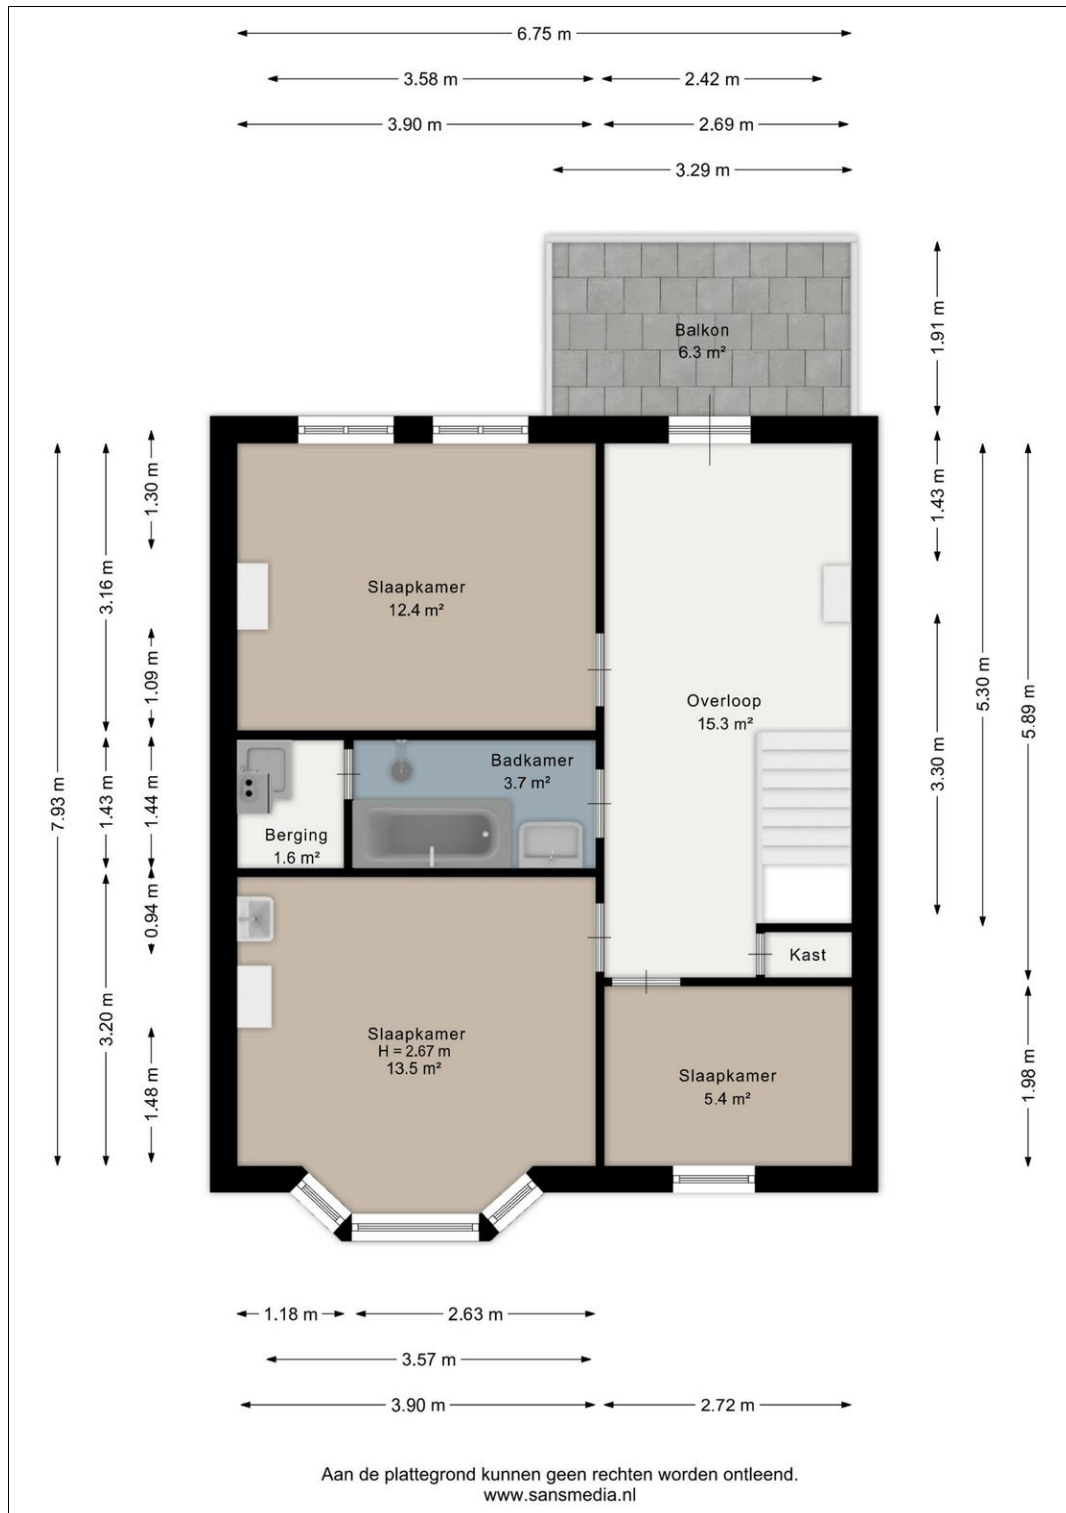 6.75 m
3.58 m
2.42 m
3.90 m
2.69 m
3.29 m
1.91 m
Balkon
6.3 m²
1.30 m
1.43 m
3.16 m
Slaapkamer
12.4 m²
1.09 m
5.30 m
5.89 m
Overloop
15.3 m²
3.30 m
7.93 m
1.43 m
1.44 m
Badkamer
3.7 m²
Berging
1.6 m²
0.94 m
Kast
3.20 m
Slaapkamer
H = 2.67 m
13.5 m²
1.48 m
Slaapkamer
5.4 m²
1.98 m
1.18 m
2.63 m
3.57 m
3.90 m
2.72 m
Aan de plattegrond kunnen geen rechten worden ontleend.
www.sansmedia.nl